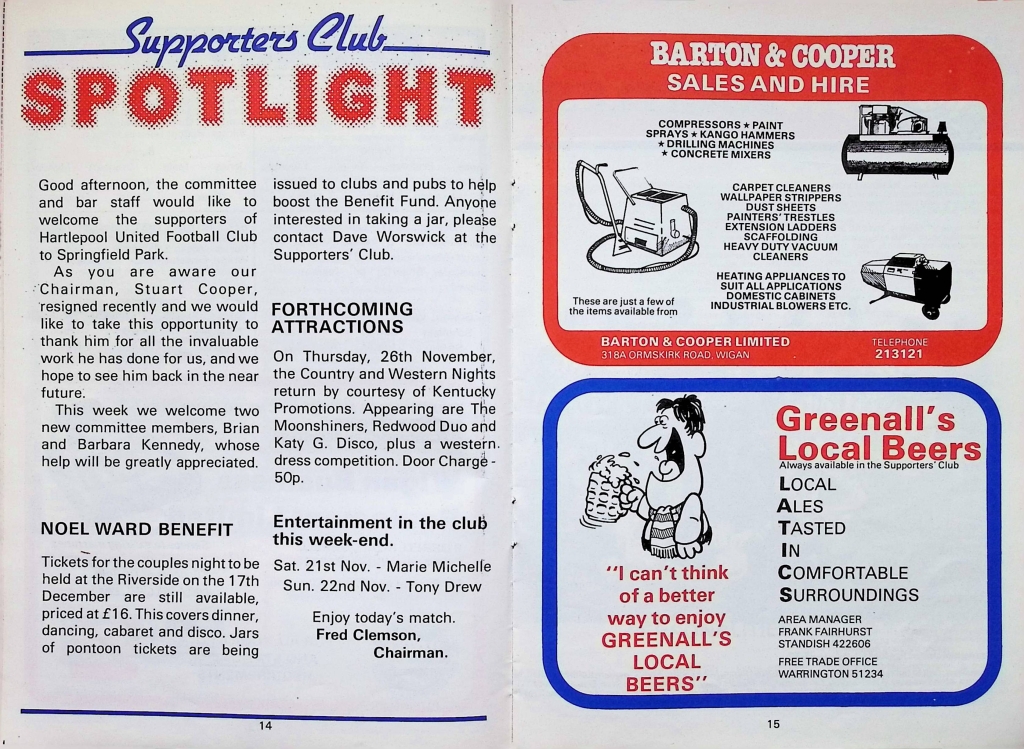 Supporters Club
SPOTLIGHT
Good afternoon, the committee
and bar staff would like to
welcome the supporters of
Hartlepool United Football Club
to Springfield Park.
As you are aware our
Chairman, Stuart Cooper,
resigned recently and we would
like to take this opportunity to
thank him for all the invaluable
work he has done for us, and we
hope to see him back in the near
future.
This week we welcome two
new committee members, Brian
and Barbara Kennedy, whose
help will be greatly appreciated.
NOEL WARD BENEFIT
Tickets for the couples night to be
held at the Riverside on the 17th
December are still available,
priced at £16. This covers dinner,
dancing, cabaret and disco. Jars
of pontoon tickets are being
issued to clubs and pubs to help
boost the Benefit Fund. Anyone
interested in taking a jar, please
contact Dave Worswick at the
Supporters' Club.
FORTHCOMING
ATTRACTIONS
On Thursday, 26th November,
the Country and Western Nights
return by courtesy of Kentucky
Promotions. Appearing are The
Moonshiners, Redwood Duo and
Katy G. Disco, plus a western
dress competition. Door Charge -
50p.
Entertainment in the club
this week-end.
Sat. 21st Nov. - Marie Michelle
Sun. 22nd Nov. - Tony Drew
Enjoy today's match.
Fred Clemson,
Chairman.
14
BARTON & COOPER
SALES AND HIRE
COMPRESSORS ★ PAINT
SPRAYS ★ KANGO HAMMERS
★ DRILLING MACHINES
★ CONCRETE MIXERS
CARPET CLEANERS
WALLPAPER STRIPPERS
DUST SHEETS
PAINTERS' TRESTLES
EXTENSION LADDERS
SCAFFOLDING
HEAVY DUTY VACUUM
CLEANERS
HEATING APPLIANCES TO
SUIT ALL APPLICATIONS
DOMESTIC CABINETS
INDUSTRIAL BLOWERS ETC.
These are just a few of
the items available from
BARTON & COOPER LIMITED
318A ORMSKIRK ROAD, WIGAN
TELEPHONE
213121
Greenall's
Local Beers
Always available in the Supporters' Club
LOCAL
ALES
TASTED
IN
COMFORTABLE
SURROUNDINGS
"I can't think
of a better
way to enjoy
GREENALL'S
LOCAL
BEERS"
AREA MANAGER
FRANK FAIRHURST
STANDISH 422606
FREE TRADE OFFICE
WARRINGTON 51234
15